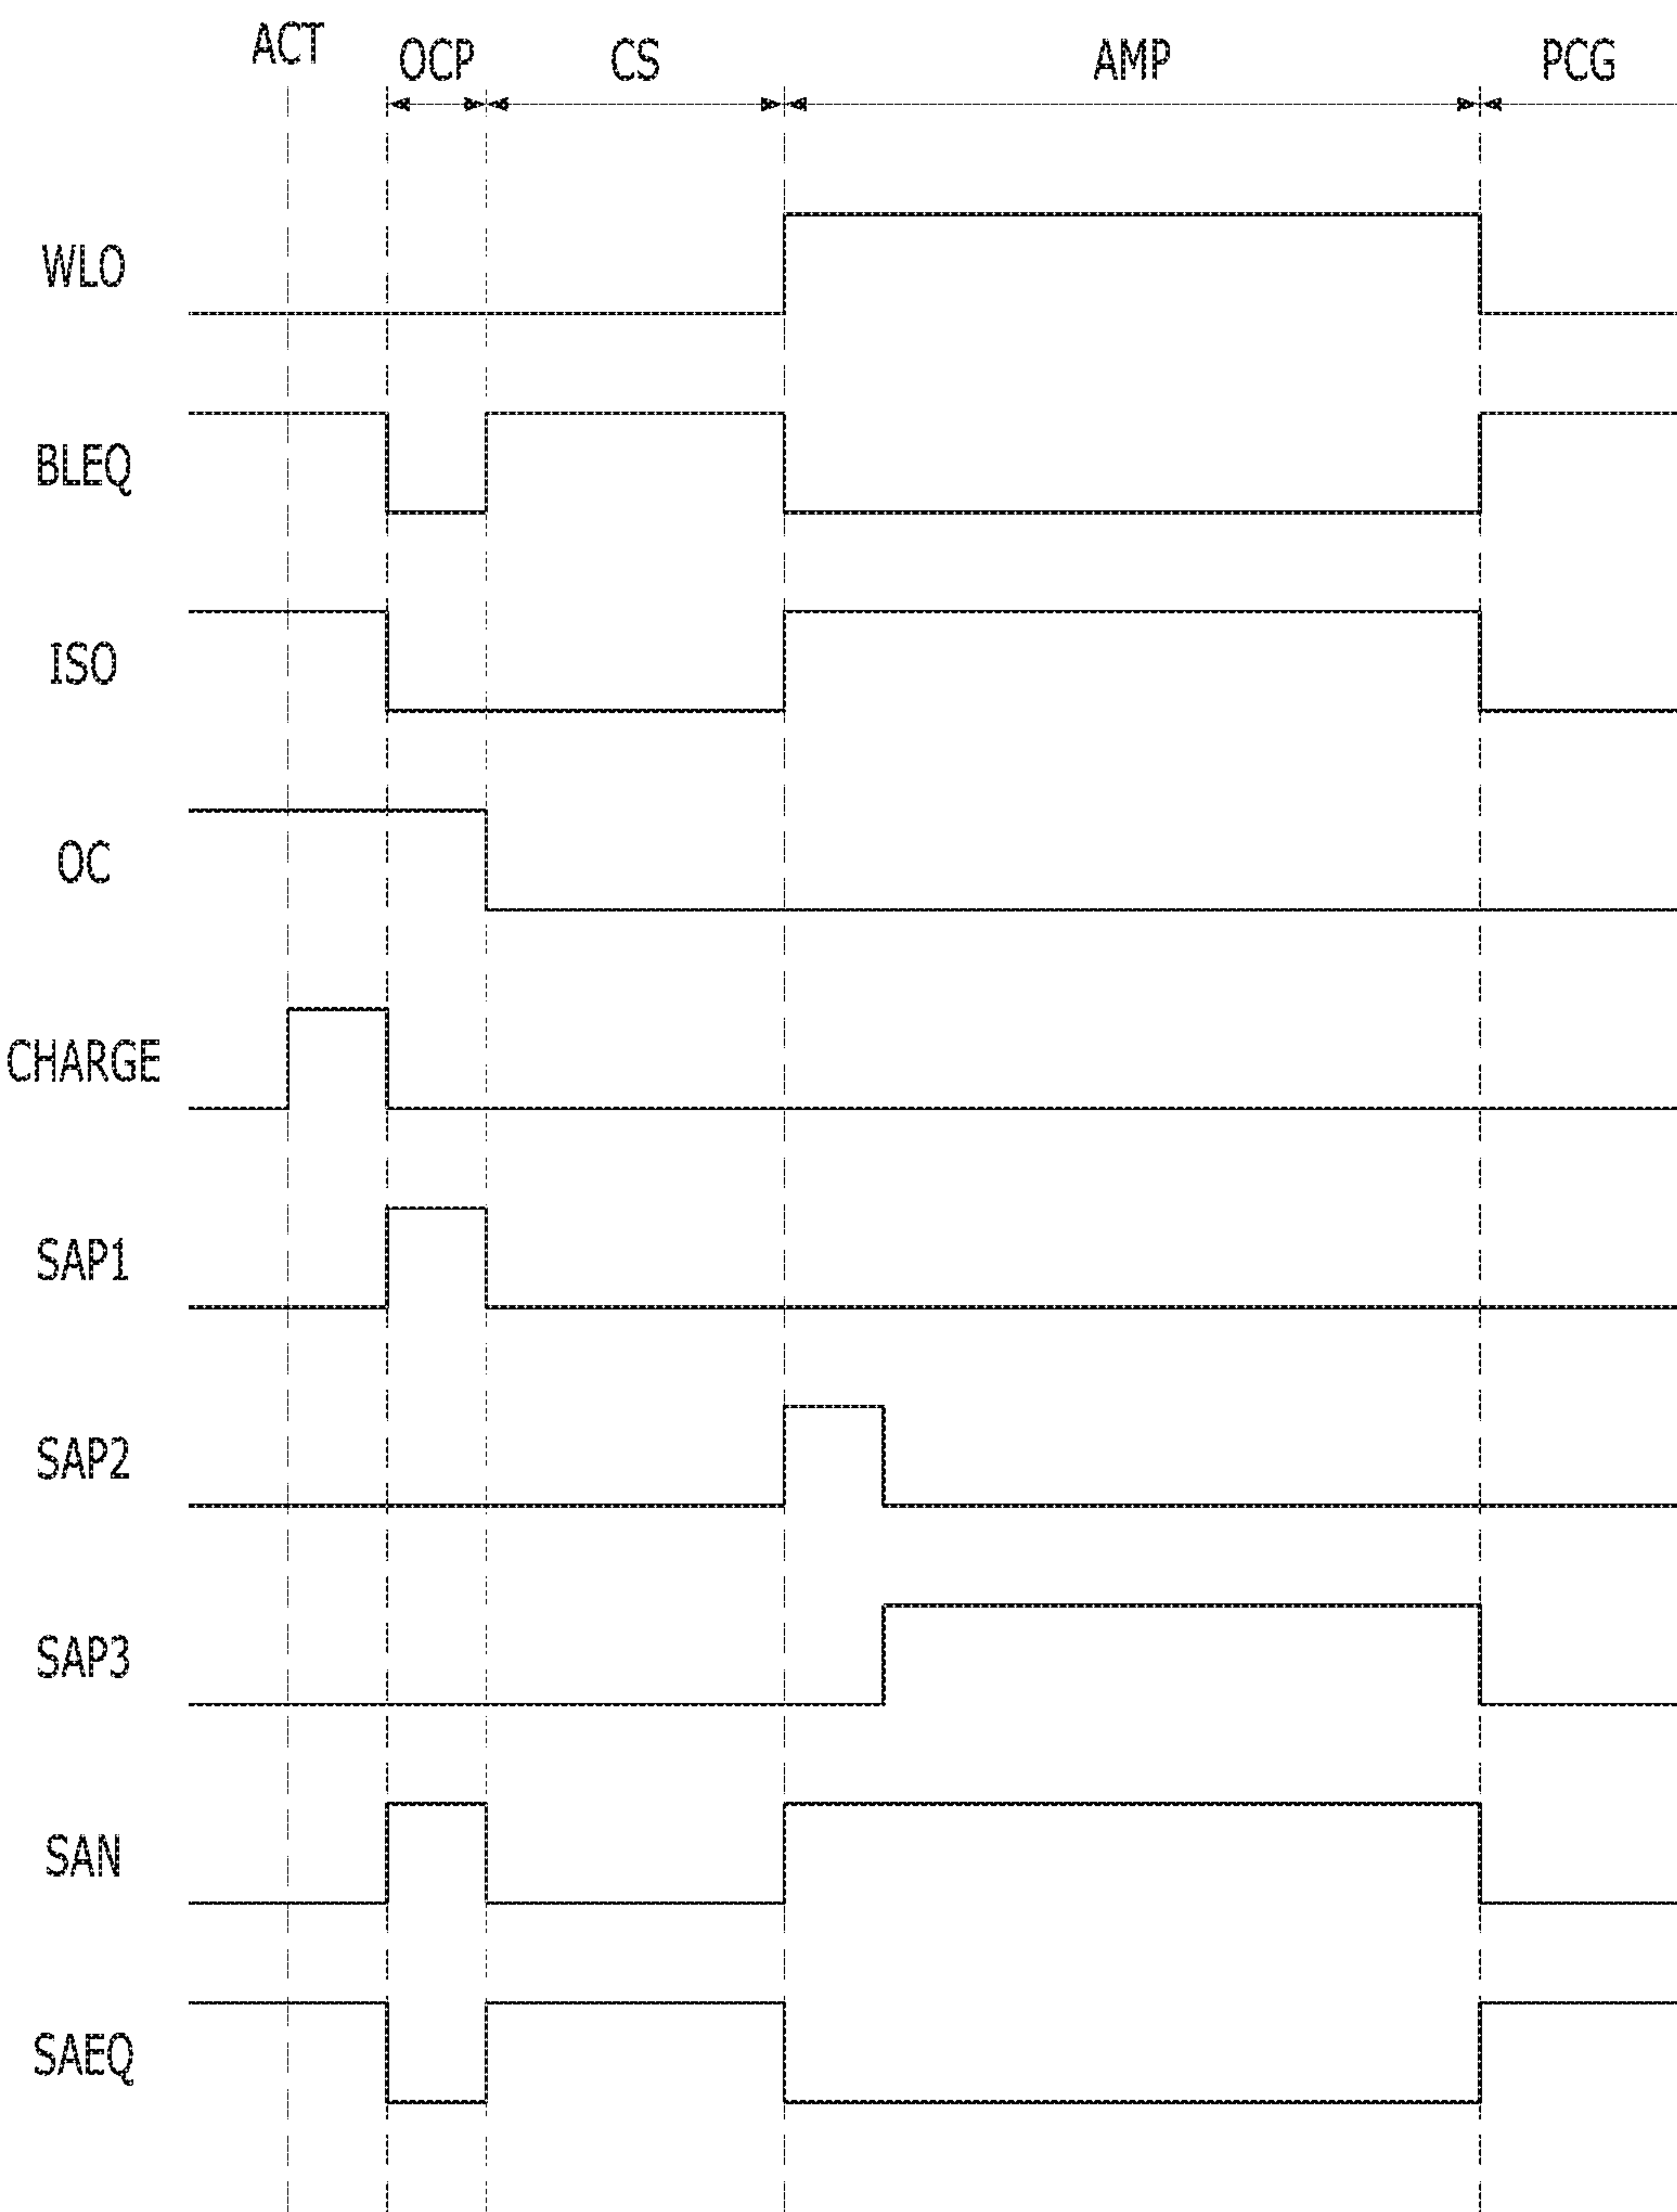 ACT OCP CS AMP PCG
WLO
BLEQ
ISO
OC
CHARGE
SAP1
SAP2
SAP3
SAN
SAEQ